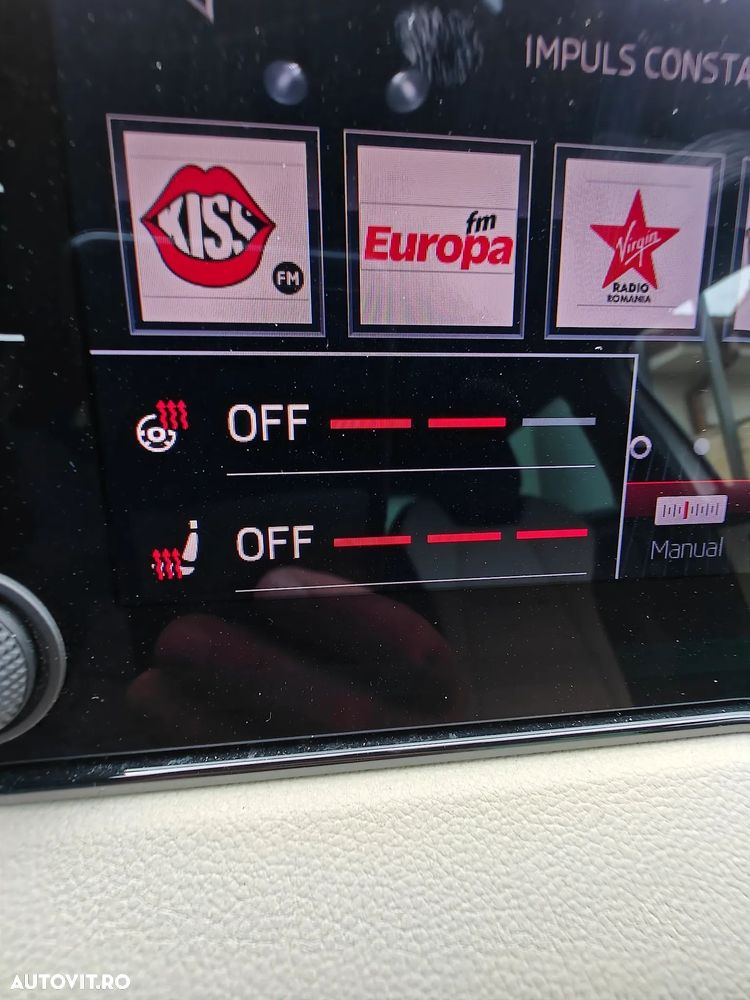 IMPULS CONSTA
KISS
FM
fm
Europa
Virgin
RADIO
ROMANIA
OFF
OFF
Manual
AUTOVIT.RO